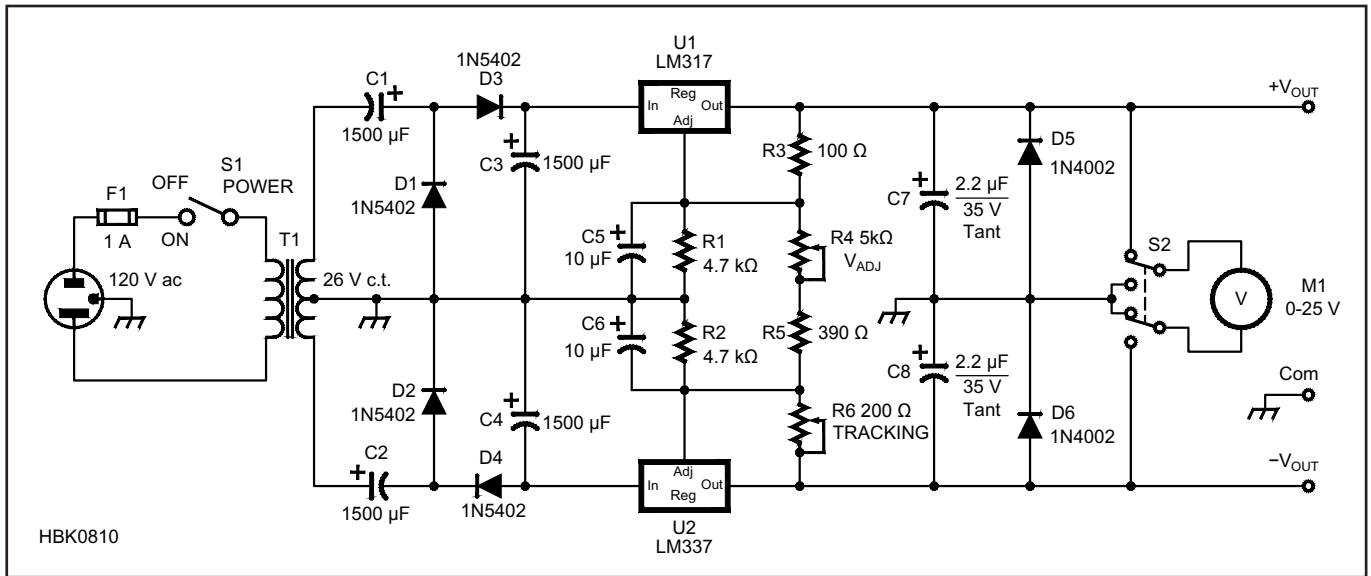 U1
LM317
1N5402
D3
C1
+
1500 µF
In
Reg
Out
Adj
+V_OUT
S1
POWER
OFF
ON
F1
1 A
120 V ac
T1
26 V c.t.
D1
1N5402
+
C3
1500 µF
R3
100 Ω
D5
1N4002
+
C7
2.2 µF
35 V
Tant
+
C5
10 µF
R1
4.7 kΩ
R4 5kΩ
V_ADJ
S2
V
M1
0-25 V
+
C6
10 µF
R2
4.7 kΩ
R5
390 Ω
D2
1N5402
+
C4
1500 µF
+
C8
2.2 µF
35 V
Tant
Com
R6 200 Ω
TRACKING
D6
1N4002
C2
+
1500 µF
D4
1N5402
Adj
In
Out
Reg
−V_OUT
U2
LM337
HBK0810